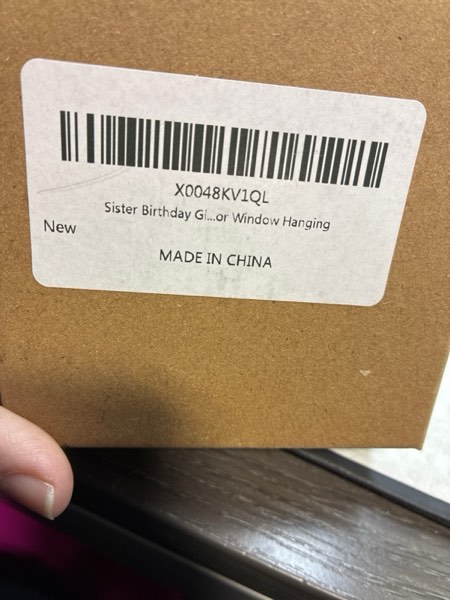 X0048KV1QL
Sister Birthday Gi...or Window Hanging
New
MADE IN CHINA